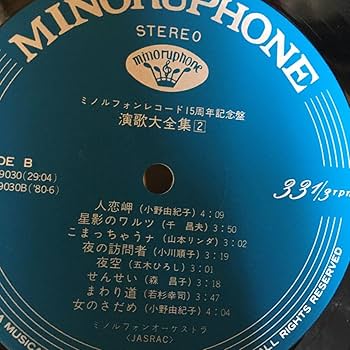 MINORUPHONE
STEREO
minoruphone
ミノルフォンレコード15周年記念盤
演歌大全集2
DE B
9030(29:04)
9030B('80·6)
33 1/3 rpm
人恋岬(小野由紀子)4:09
星影のワルツ(千 昌夫)3:50
こまっちゃうナ(山本リンダ)3:02
夜の訪問者(小川順子)3:19
夜空(五木ひろし)3:01
せんせい(森 昌子)3:06
まわり道(若杉幸司)3:47
女のさだめ(小野由紀子)3:46
ミノルフォンオーケストラ
<JASRAC>
A MUSICA
ALL RIGHTS RESERVED